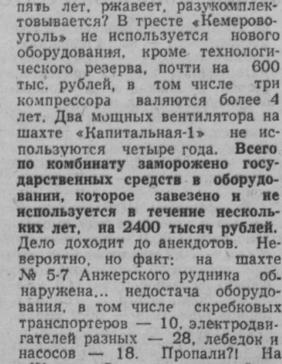 пять лет, ржавеет, разукомплек-
товывается? В тресте «Кемерово-
уголь» не используется нового
оборудования, кроме технологи-
ческого резерва, почти на 600
тыс. рублей, в том числе три
компрессора валяются более 4
лет. Два мощных вентилятора на
шахте «Капитальная-1» не ис-
пользуются четыре года. Всего
по комбинату заморожено госу-
дарственных средств в оборудо-
вании, которое завезено и не
используется в течение несколь-
ких лет, на 2400 тысяч рублей.
Дело доходит до анекдотов. Не-
вероятно, но факт: на шахте
№ 5-7 Анжерского рудника об-
наружена... недостача оборудо-
вания, в том числе скребковых
транспортеров — 10, электродви-
гателей разных — 28, лебедок и
насосов — 18. Пропали?! На